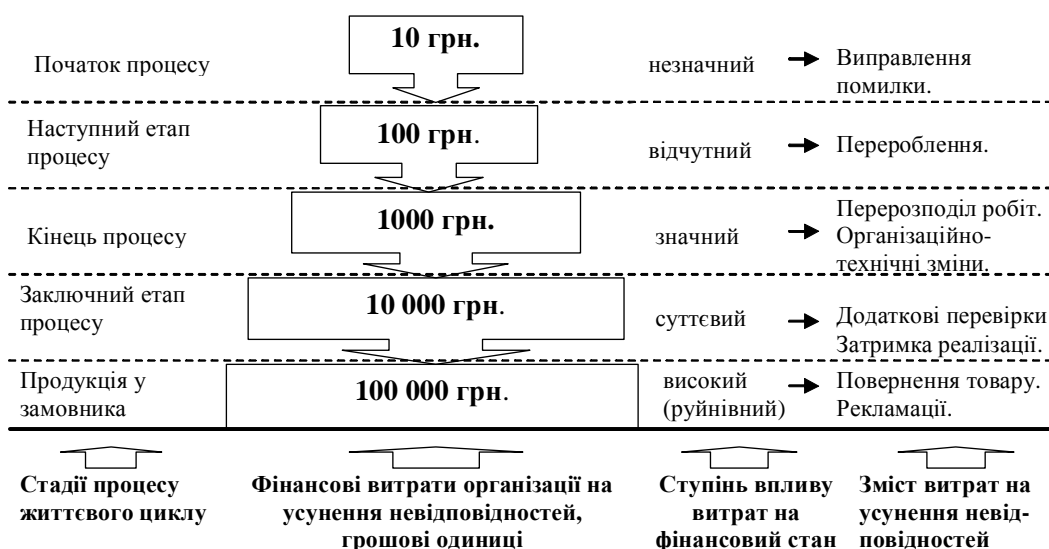 Початок процесу
10 грн.
незначний
Виправлення
помилки.
Наступний етап
процесу
100 грн.
відчутний
Перероблення.
Кінець процесу
1000 грн.
значний
Перерозподіл робіт.
Організаційно-
технічні зміни.
Заключний етап
процесу
10 000 грн.
суттєвий
Додаткові перевірки
Затримка реалізації.
Продукція у
замовника
100 000 грн.
високий
(руйнівний)
Повернення товару.
Рекламації.
Стадії процесу
життєвого циклу
Фінансові витрати організації на
усунення невідповідностей,
грошові одиниці
Ступінь впливу
витрат на
фінансовий стан
Зміст витрат на
усунення невід-
повідностей